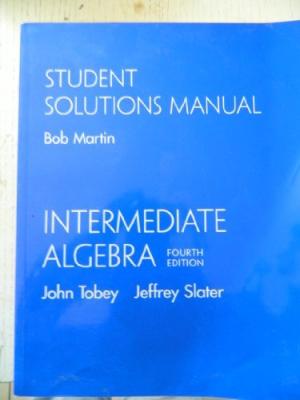 STUDENT
SOLUTIONS MANUAL
Bob Martin
INTERMEDIATE
ALGEBRA FOURTH EDITION
John Tobey Jeffrey Slater